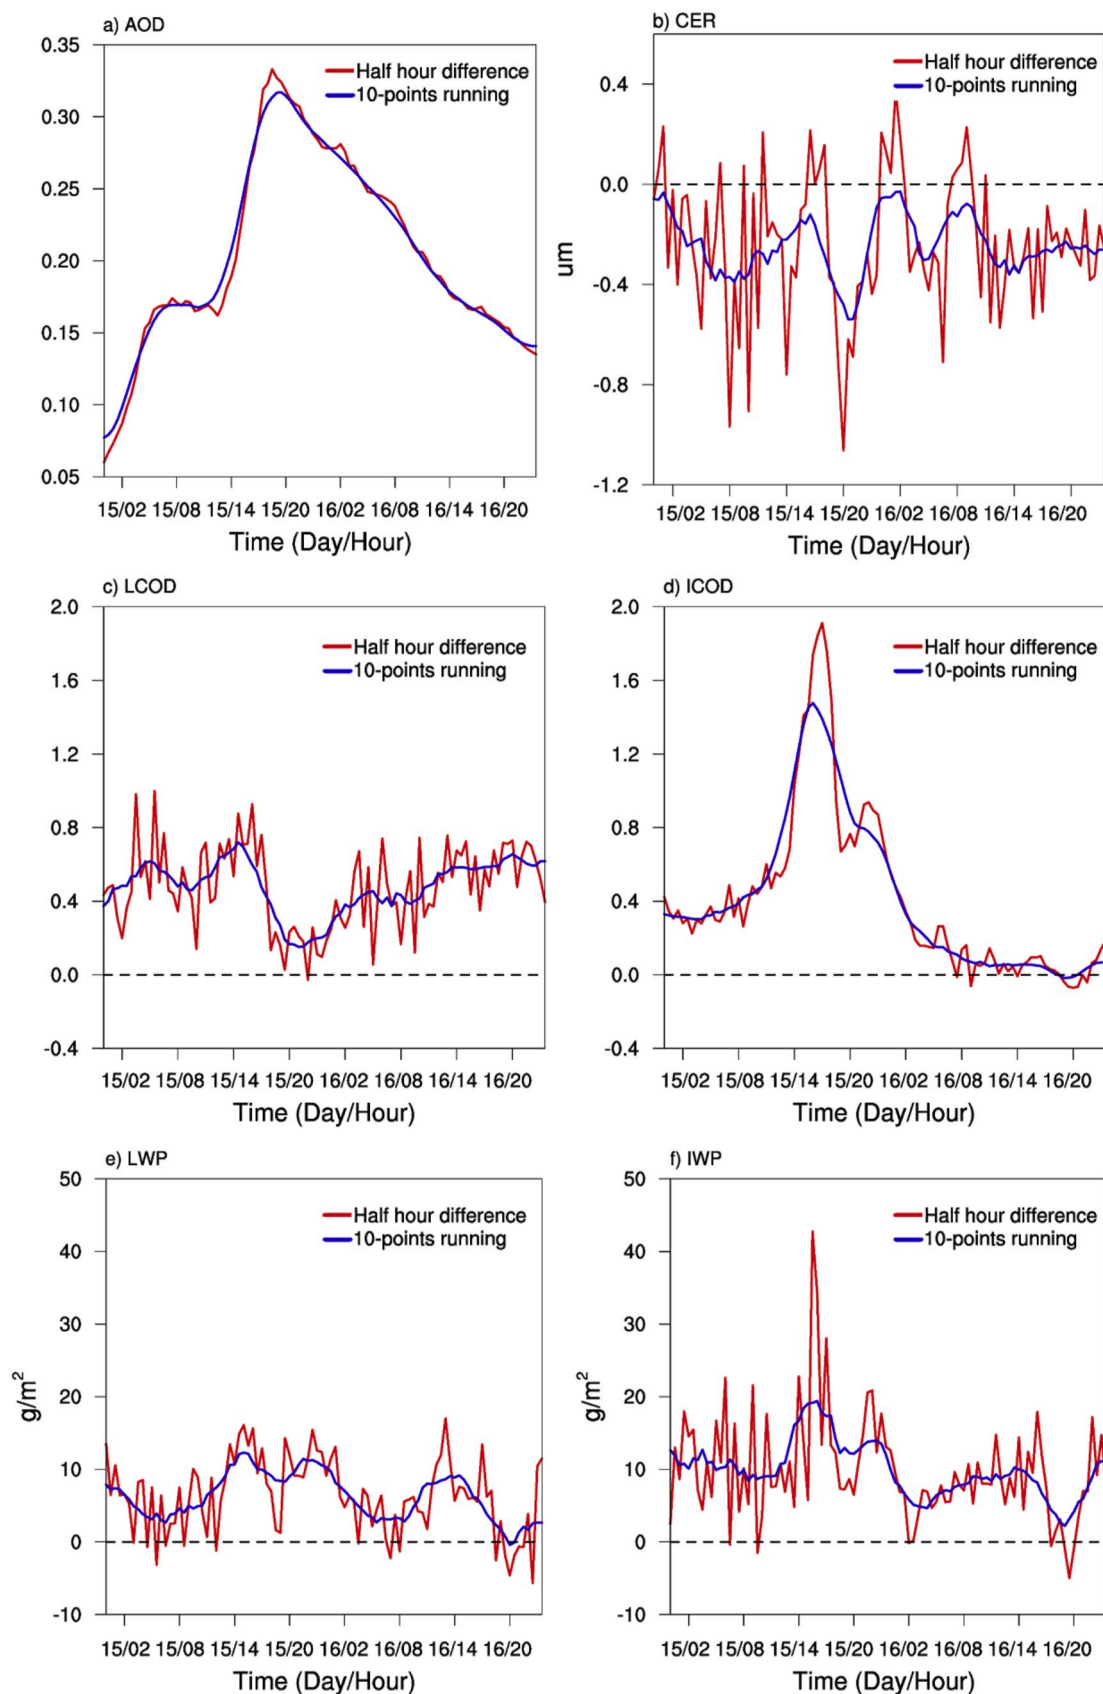 a) AOD
0.35
0.30
0.25
0.20
0.15
0.10
0.05
Half hour difference
10-points running
15/02 15/08 15/14 15/20 16/02 16/08 16/14 16/20
Time (Day/Hour)
b) CER
um
0.4
0.0
-0.4
-0.8
-1.2
Half hour difference
10-points running
15/02 15/08 15/14 15/20 16/02 16/08 16/14 16/20
Time (Day/Hour)
c) LCOD
2.0
1.6
1.2
0.8
0.4
0.0
-0.4
Half hour difference
10-points running
15/02 15/08 15/14 15/20 16/02 16/08 16/14 16/20
Time (Day/Hour)
d) ICOD
2.0
1.6
1.2
0.8
0.4
0.0
-0.4
Half hour difference
10-points running
15/02 15/08 15/14 15/20 16/02 16/08 16/14 16/20
Time (Day/Hour)
e) LWP
g/m²
50
40
30
20
10
0
-10
Half hour difference
10-points running
15/02 15/08 15/14 15/20 16/02 16/08 16/14 16/20
Time (Day/Hour)
f) IWP
g/m²
50
40
30
20
10
0
-10
Half hour difference
10-points running
15/02 15/08 15/14 15/20 16/02 16/08 16/14 16/20
Time (Day/Hour)